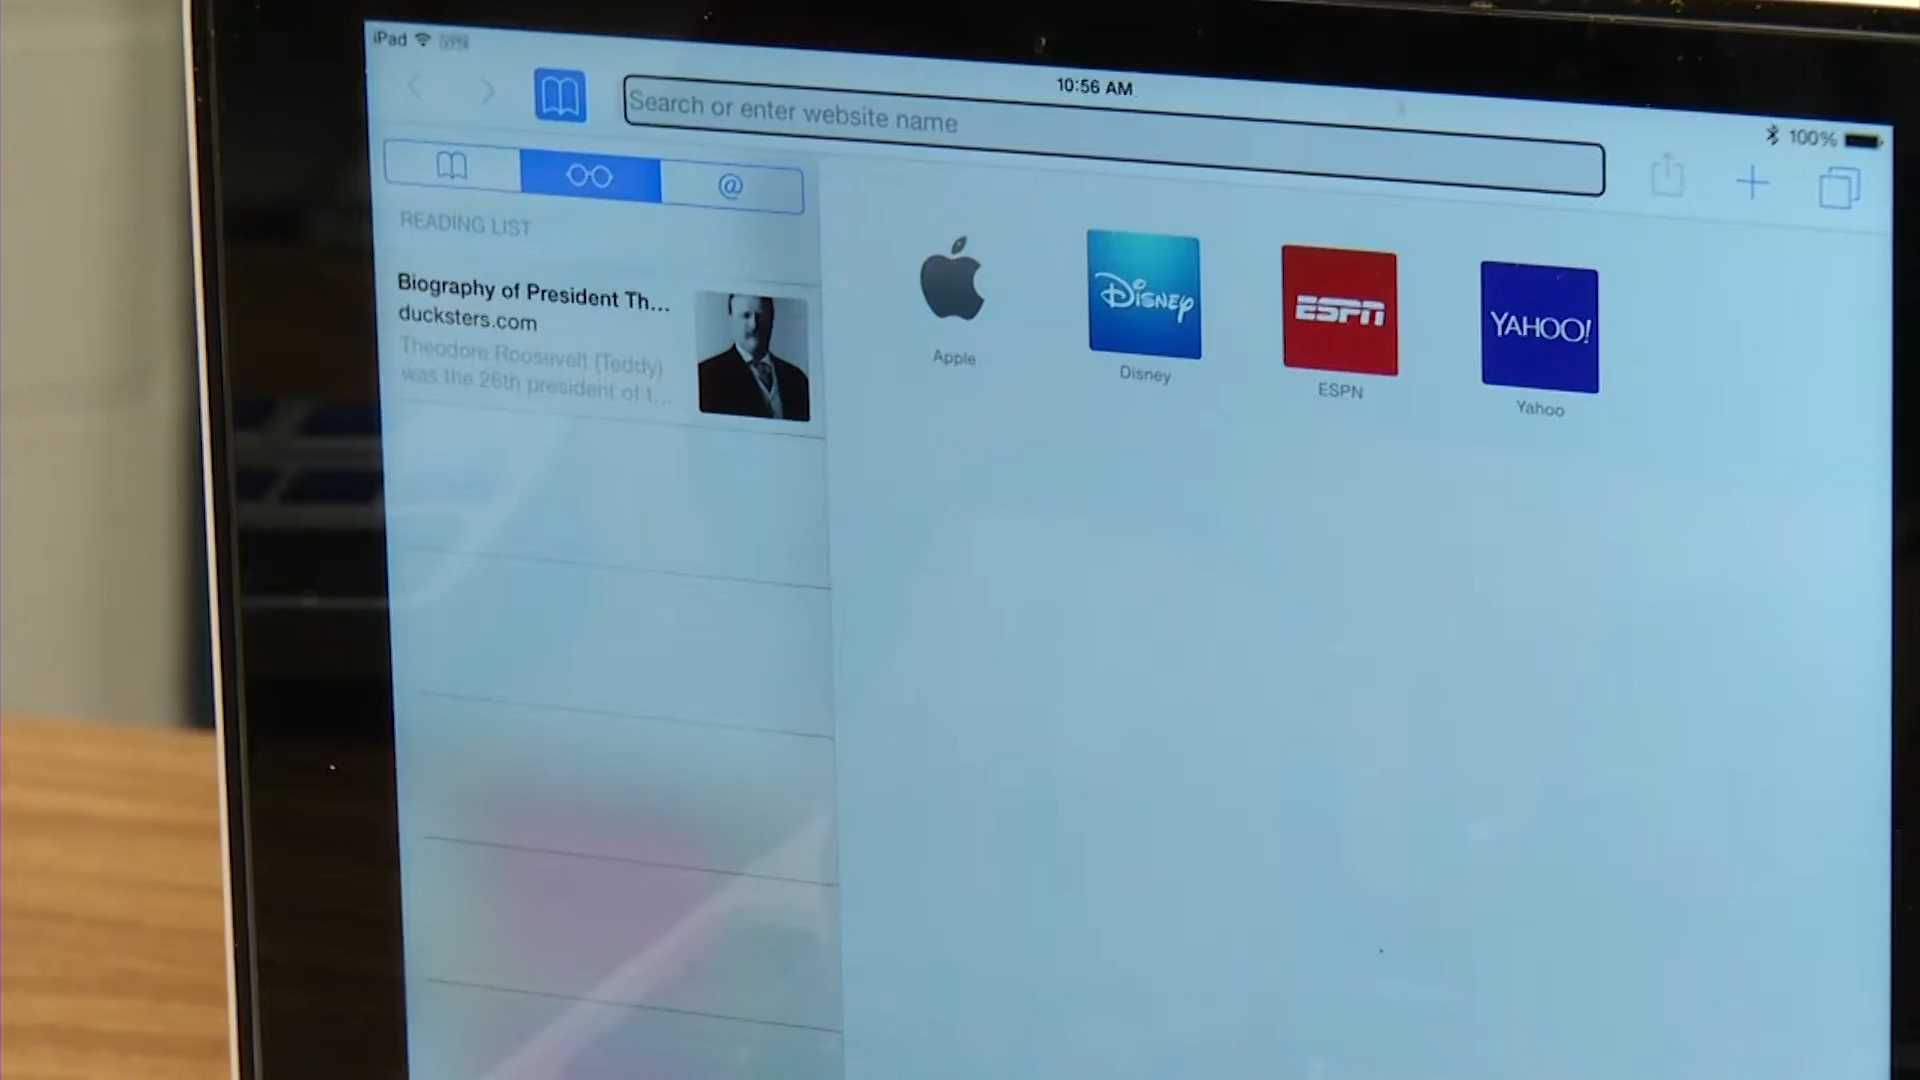 iPad VPN
10:56 AM
100%
Search or enter website name
@
READING LIST
Biography of President Th...
ducksters.com
Theodore Roosevelt (Teddy)
was the 26th president of t...
Apple
DISNEY
Disney
ESPN
ESPN
YAHOO!
Yahoo